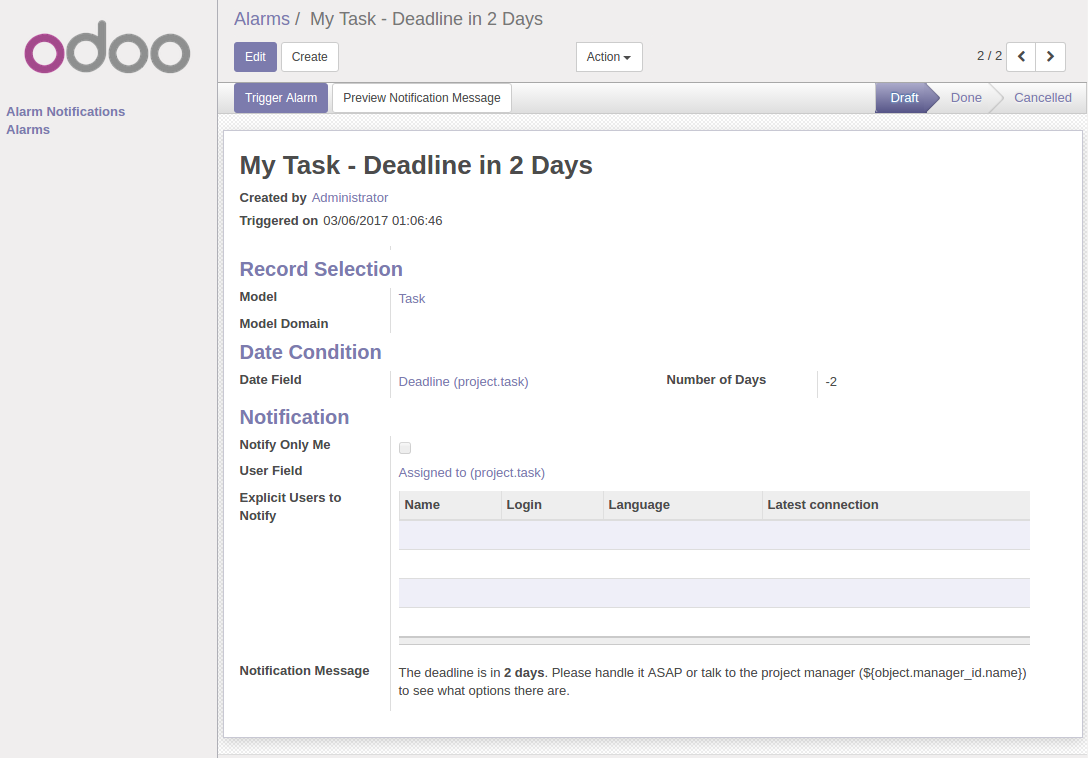 odoo
Alarm Notifications
Alarms
Alarms / My Task - Deadline in 2 Days
Edit Create Action 2 / 2
Trigger Alarm Preview Notification Message Draft Done Cancelled
My Task - Deadline in 2 Days
Created by Administrator
Triggered on 03/06/2017 01:06:46
Record Selection
Model Task
Model Domain
Date Condition
Date Field Deadline (project.task) Number of Days -2
Notification
Notify Only Me
User Field Assigned to (project.task)
Explicit Users to
Notify
Name Login Language Latest connection
Notification Message
The deadline is in 2 days. Please handle it ASAP or talk to the project manager (${object.manager_id.name})
to see what options there are.